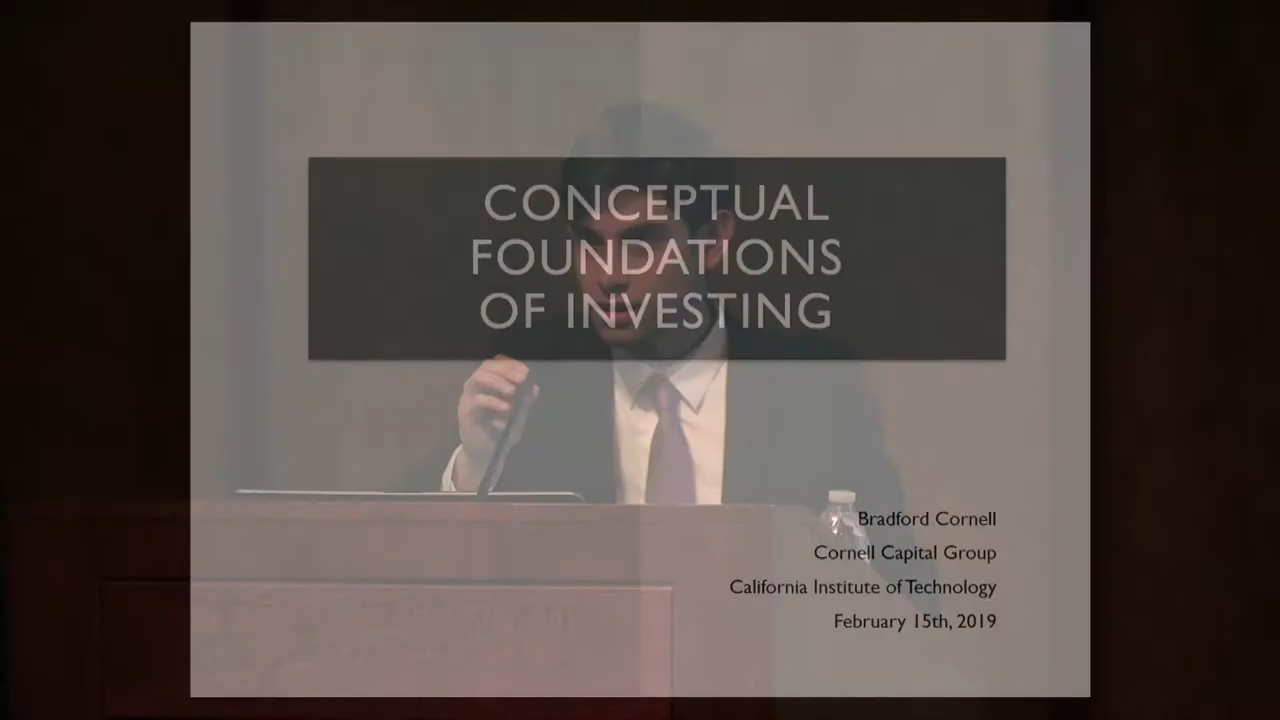 CONCEPTUAL
FOUNDATIONS
OF INVESTING
Bradford Cornell
Cornell Capital Group
California Institute of Technology
February 15th, 2019